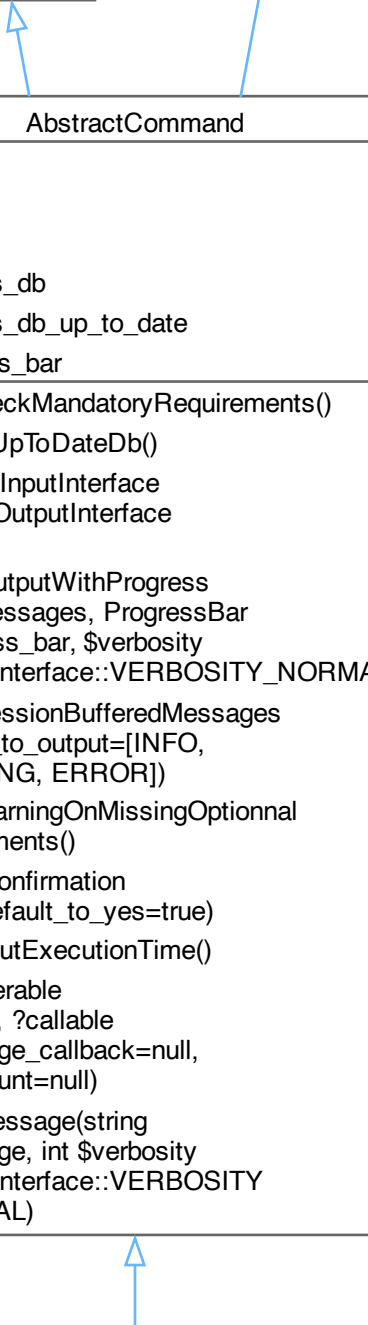 AbstractCommand
s_db
s_db_up_to_date
s_bar
eckMandatoryRequirements()
UpToDateDb()
InputInterface
OutputInterface
utputWithProgress
essages, ProgressBar
ss_bar, $verbosity
nterface::VERBOSITY_NORMA
essionBufferedMessages
_to_output=[INFO,
NG, ERROR])
arningOnMissingOptionnal
ments()
onfirmation
efault_to_yes=true)
utExecutionTime()
erable
, ?callable
ge_callback=null,
unt=null)
essage(string
ge, int $verbosity
nterface::VERBOSITY
AL)